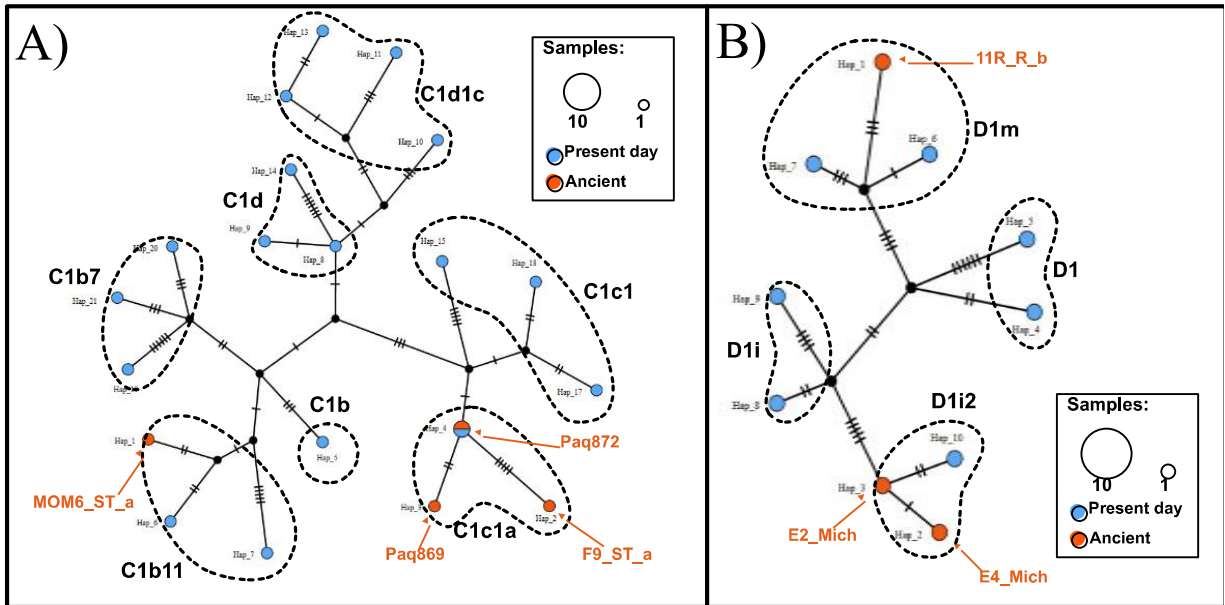 A)
Hap_13
Hap_11
Hap_12
C1d1c
Hap_10
Samples:
10
1
Present day
Ancient
Hap_14
C1d
Hap_9
Hap_8
C1b7
Hap_20
Hap_21
Hap_15
Hap_18
C1c1
Hap_17
C1b
Hap_5
Hap_4
Paq872
Hap_1
MOM6_ST_a
Hap_6
Hap_7
C1b11
Hap_3
Hap_2
C1c1a
Paq869
F9_ST_a
B)
Hap_1
11R_R_b
D1m
Hap_6
Hap_7
Hap_5
D1
Hap_4
Hap_9
D1i
Hap_8
D1i2
Hap_10
Hap_3
Hap_2
E2_Mich
E4_Mich
Samples:
10
1
Present day
Ancient